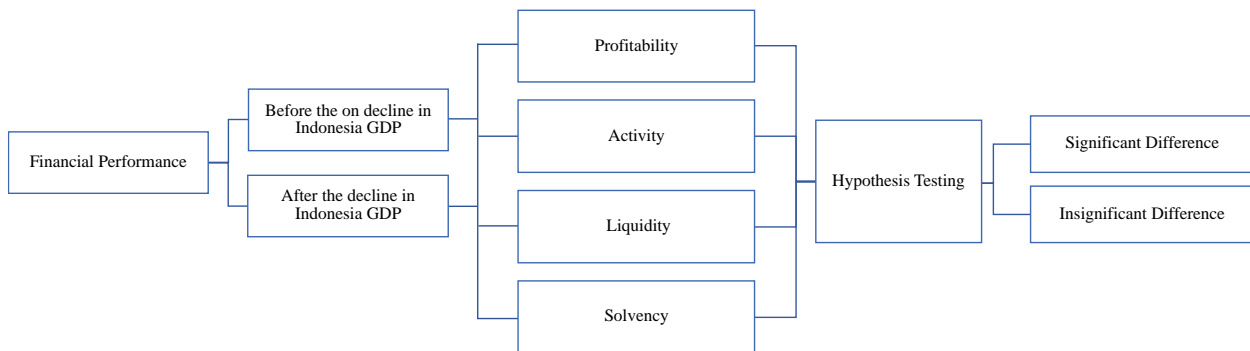 Financial Performance
Before the on decline in
Indonesia GDP
After the decline in
Indonesia GDP
Profitability
Activity
Liquidity
Solvency
Hypothesis Testing
Significant Difference
Insignificant Difference